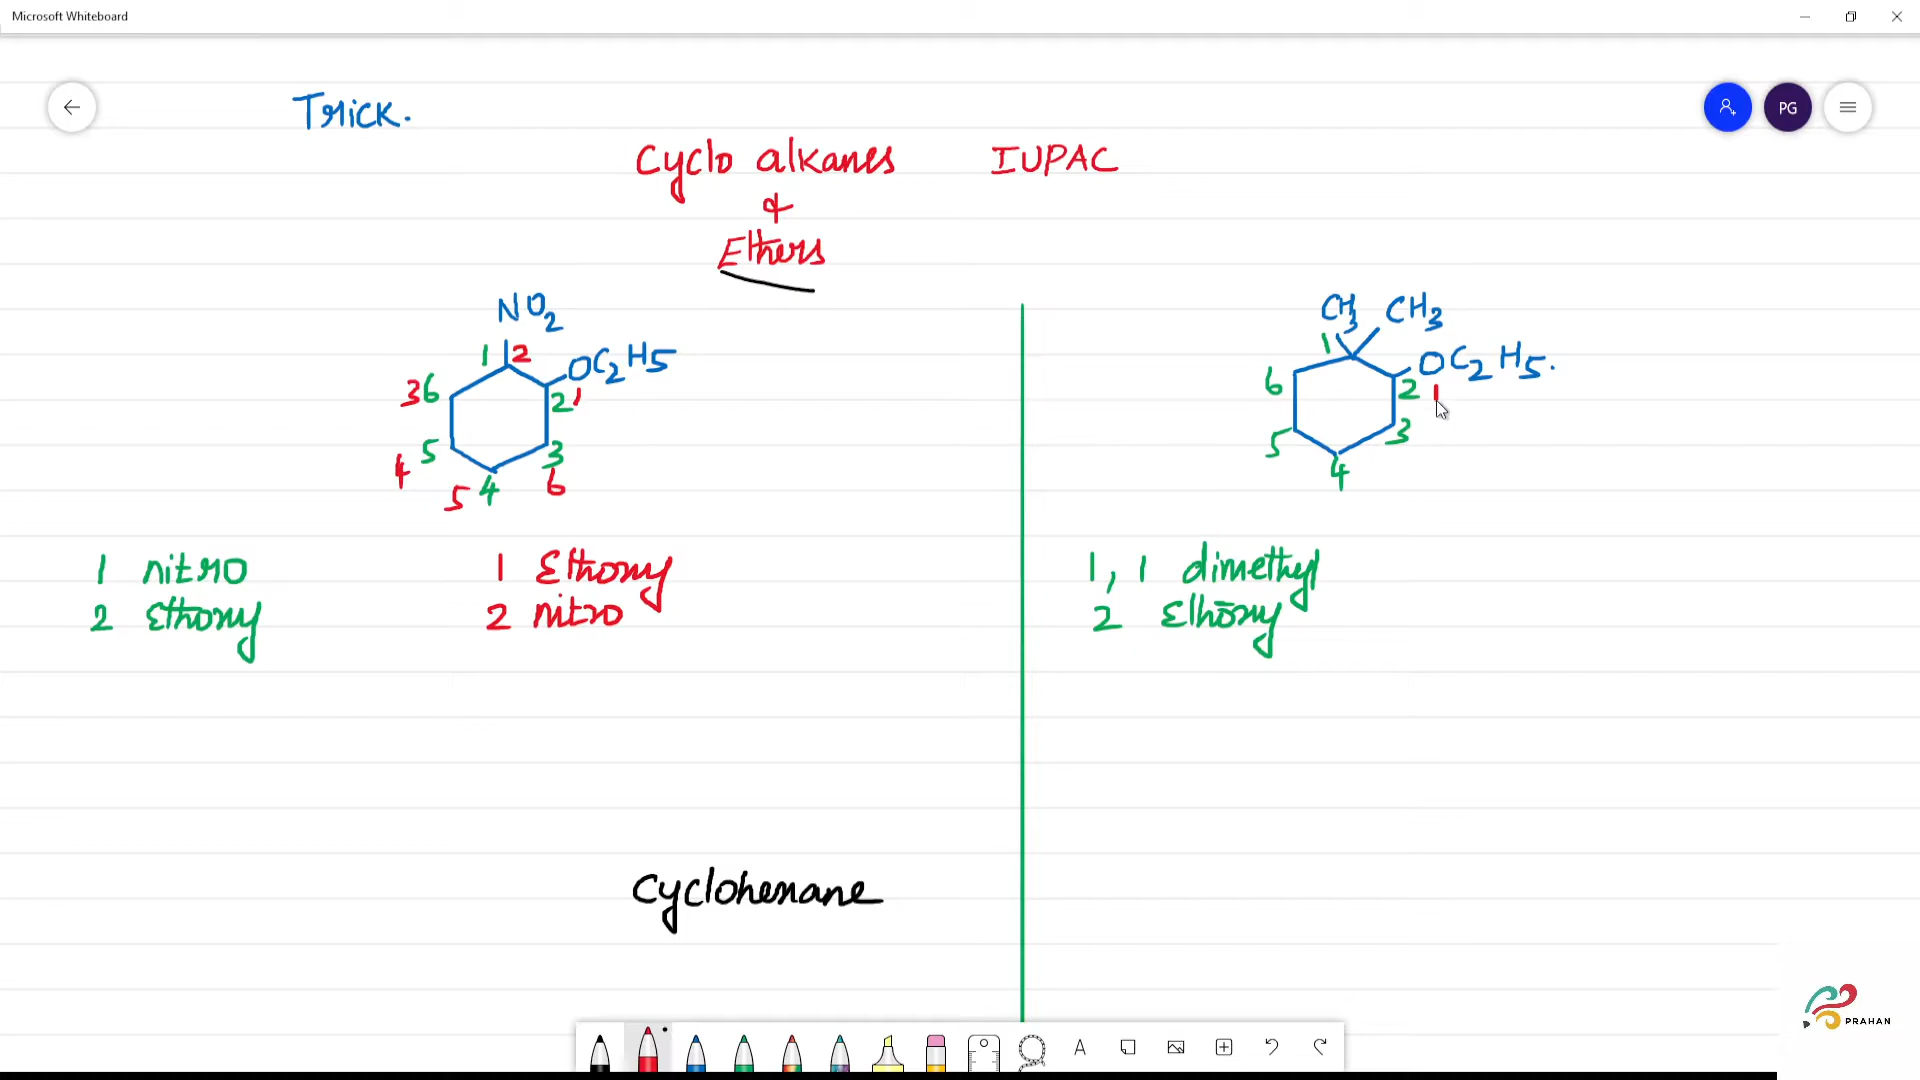 Microsoft Whiteboard
Trick.
PG
Cyclo alkanes IUPAC
&
Ethers
NO2
OC2H5
1 2
3 6
2 1
5
4
3
6
5 4
CH3 CH3
OC2H5.
1
6
2
1
3
5
4
1 nitro
2 Ethoxy
1 Ethoxy
2 nitro
1, 1 dimethyl
2 Ethoxy
Cyclohexane
PRAHAN
A